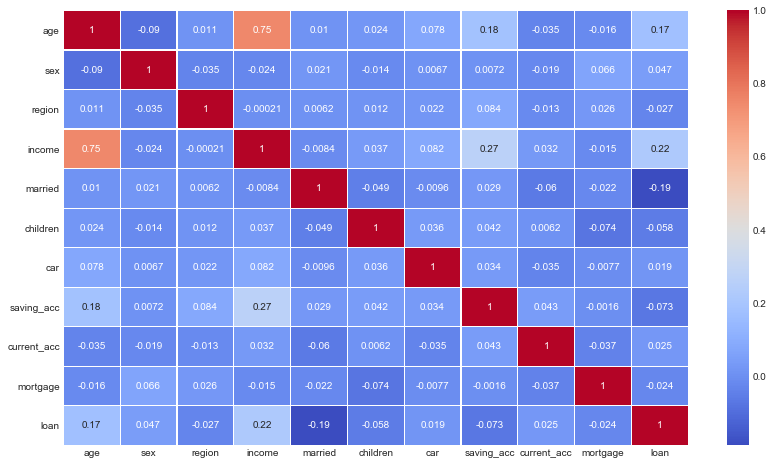 age 1 -0.09 0.011 0.75 0.01 0.024 0.078 0.18 -0.035 -0.016 0.17
sex -0.09 1 -0.035 -0.024 0.021 -0.014 0.0067 0.0072 -0.019 0.066 0.047
region 0.011 -0.035 1 -0.00021 0.0062 0.012 0.022 0.084 -0.013 0.026 -0.027
income 0.75 -0.024 -0.00021 1 -0.0084 0.037 0.082 0.27 0.032 -0.015 0.22
married 0.01 0.021 0.0062 -0.0084 1 -0.049 -0.0096 0.029 -0.06 -0.022 -0.19
children 0.024 -0.014 0.012 0.037 -0.049 1 0.036 0.042 0.0062 -0.074 -0.058
car 0.078 0.0067 0.022 0.082 -0.0096 0.036 1 0.034 -0.035 -0.0077 0.019
saving_acc 0.18 0.0072 0.084 0.27 0.029 0.042 0.034 1 0.043 -0.0016 -0.073
current_acc -0.035 -0.019 -0.013 0.032 -0.06 0.0062 -0.035 0.043 1 -0.037 0.025
mortgage -0.016 0.066 0.026 -0.015 -0.022 -0.074 -0.0077 -0.0016 -0.037 1 -0.024
loan 0.17 0.047 -0.027 0.22 -0.19 -0.058 0.019 -0.073 0.025 -0.024 1
age sex region income married children car saving_acc current_acc mortgage loan
1.0
0.8
0.6
0.4
0.2
0.0